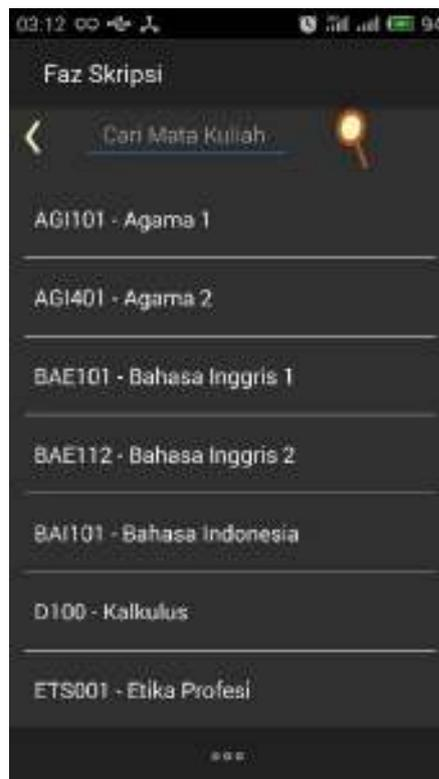 03:12 94
Faz Skripsi
Cari Mata Kuliah
AGI101 - Agama 1
AGI401 - Agama 2
BAE101 - Bahasa Inggris 1
BAE112 - Bahasa Inggris 2
BAI101 - Bahasa Indonesia
D100 - Kalkulus
ETS001 - Etika Profesi